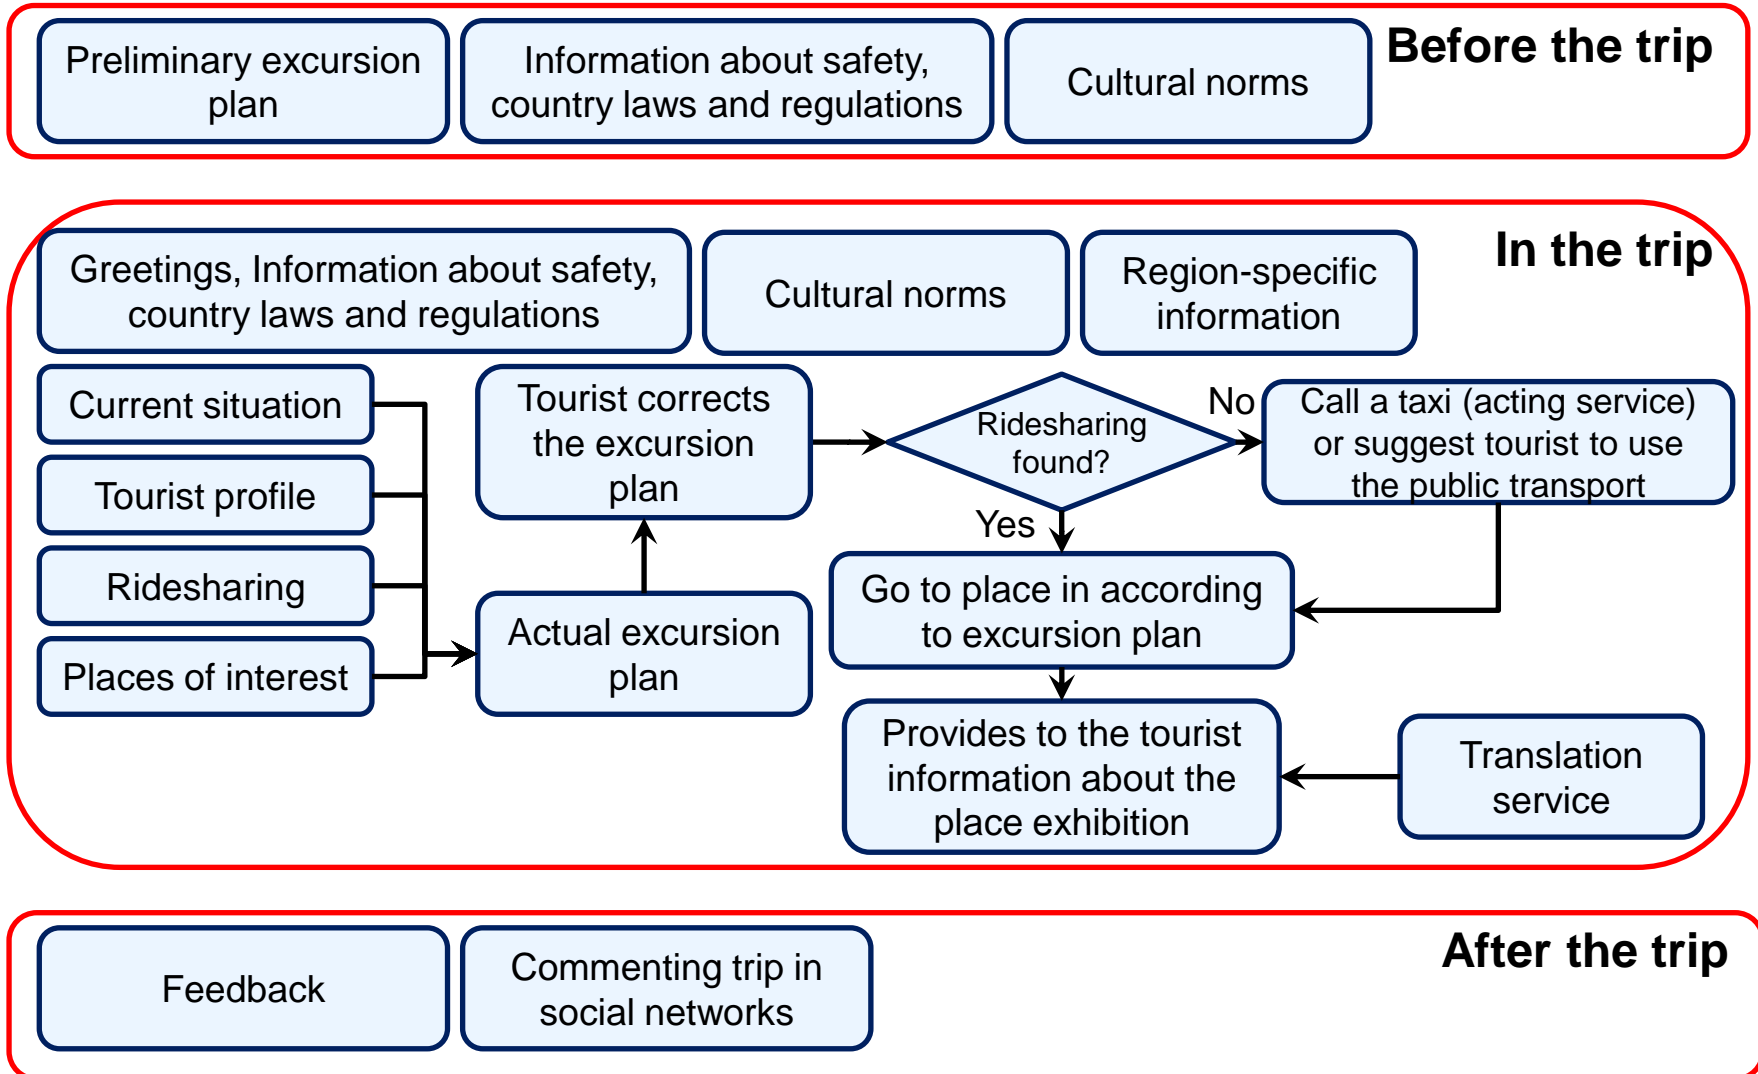 Before the trip
Preliminary excursion
plan
Information about safety,
country laws and regulations
Cultural norms
In the trip
Greetings, Information about safety,
country laws and regulations
Cultural norms
Region-specific
information
Current situation
Tourist profile
Ridesharing
Places of interest
Actual excursion
plan
Tourist corrects
the excursion
plan
Ridesharing
found?
No
Call a taxi (acting service)
or suggest tourist to use
the public transport
Yes
Go to place in according
to excursion plan
Provides to the tourist
information about the
place exhibition
Translation
service
After the trip
Feedback
Commenting trip in
social networks